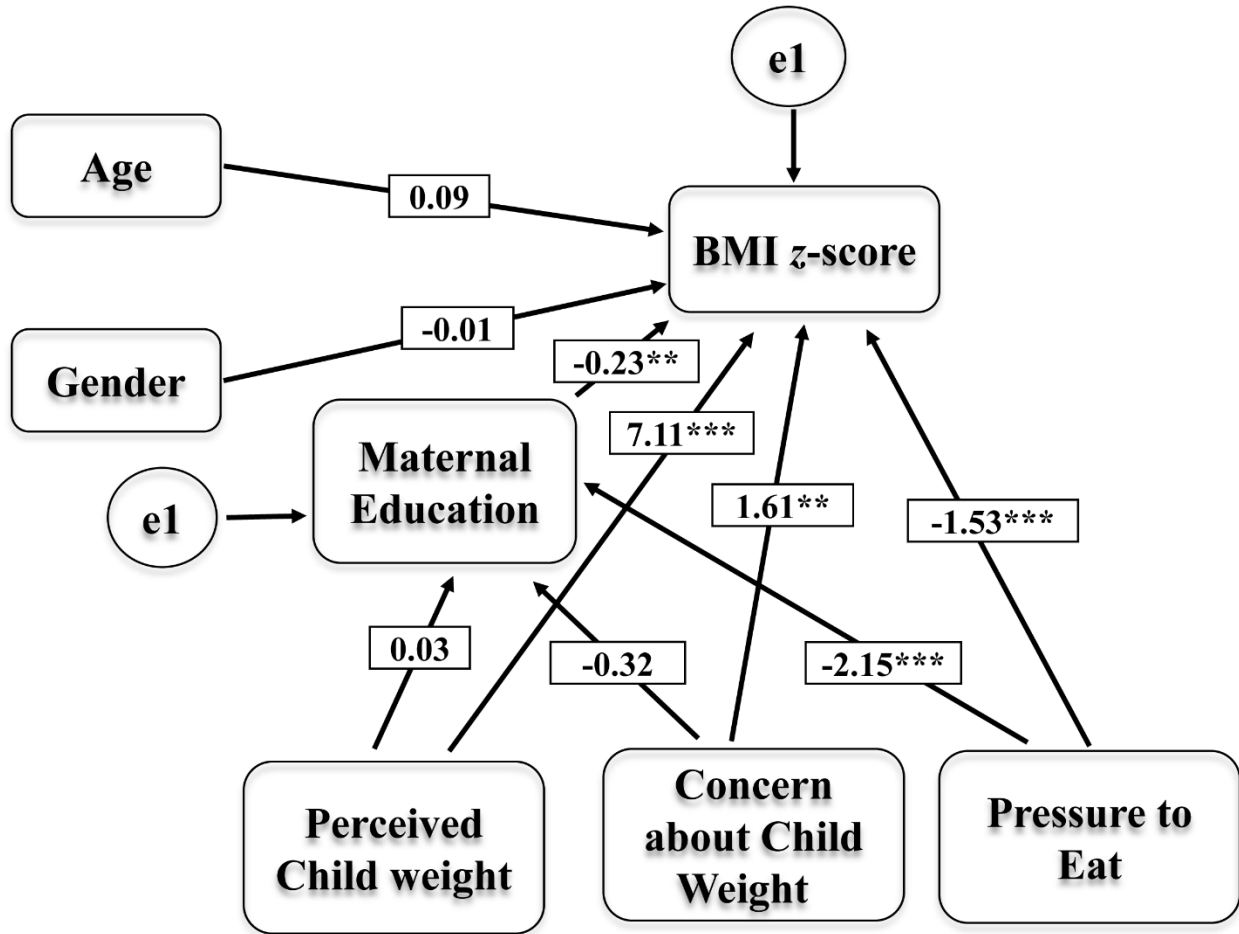 e1
Age
0.09
BMI z-score
-0.01
Gender
-0.23**
7.11***
Maternal
Education
e1
1.61**
-1.53***
0.03
-0.32
-2.15***
Perceived
Child weight
Concern
about Child
Weight
Pressure to
Eat